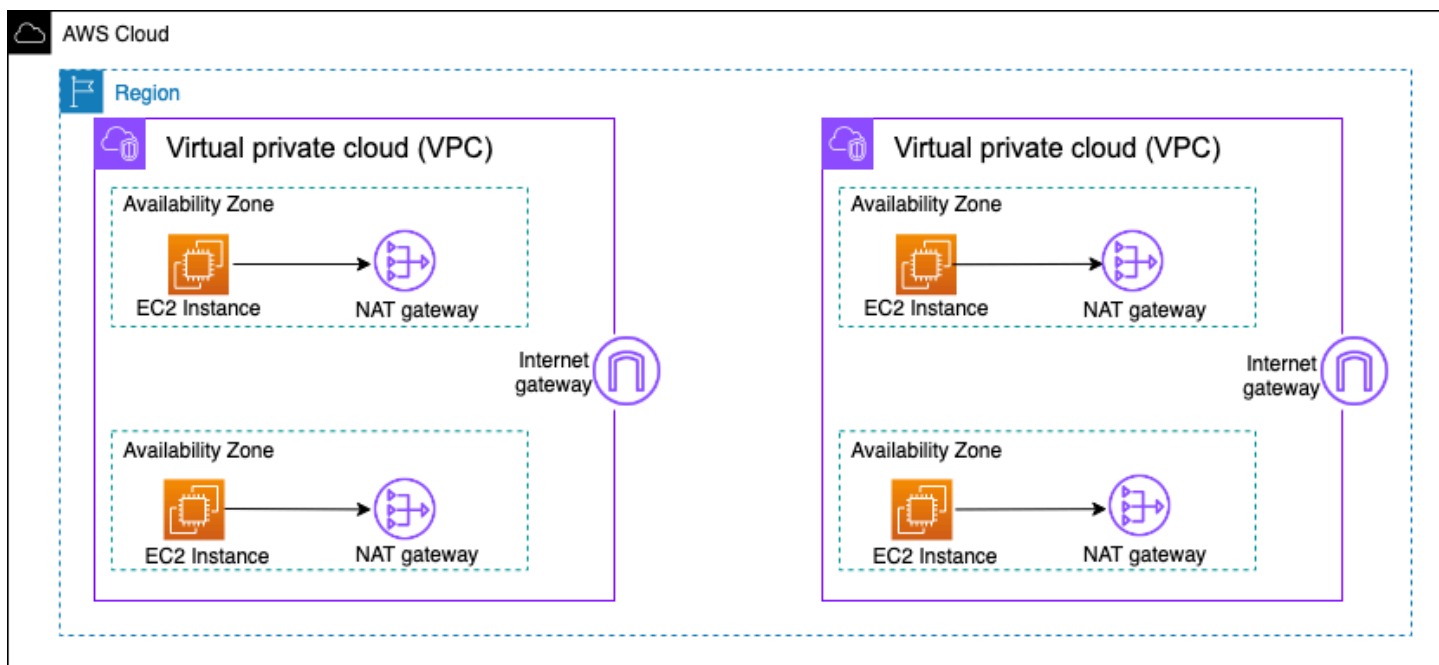 AWS Cloud
Region
Virtual private cloud (VPC)
Availability Zone
EC2 Instance
NAT gateway
Internet
gateway
Availability Zone
EC2 Instance
NAT gateway
Virtual private cloud (VPC)
Availability Zone
EC2 Instance
NAT gateway
Internet
gateway
Availability Zone
EC2 Instance
NAT gateway